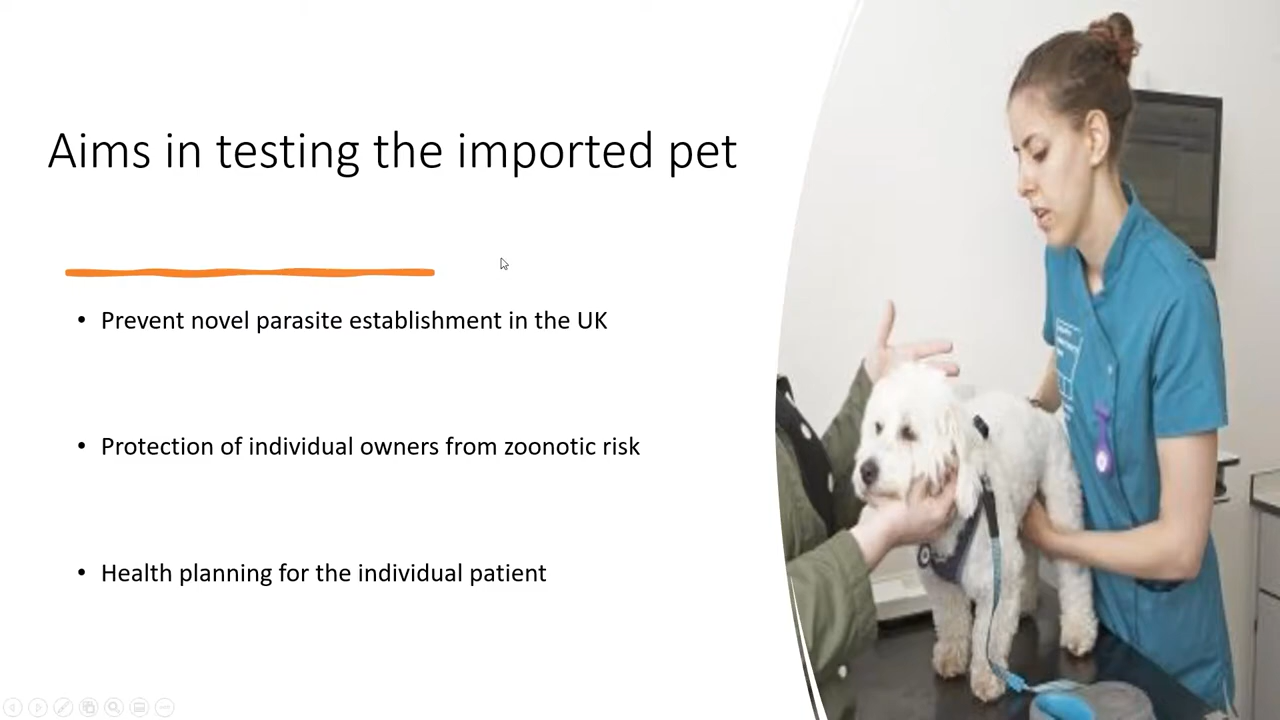 Aims in testing the imported pet
• Prevent novel parasite establishment in the UK
• Protection of individual owners from zoonotic risk
• Health planning for the individual patient